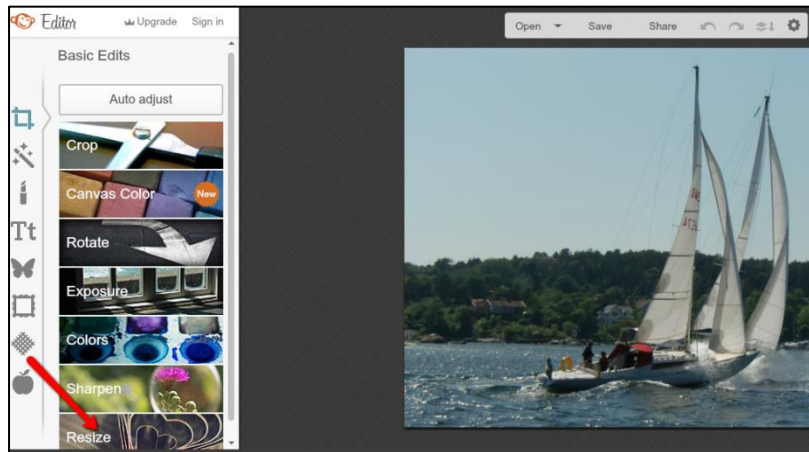 Editor Upgrade Sign in
Open Save Share
Basic Edits
Auto adjust
Crop
Canvas Color New
Rotate
Exposure
Colors
Sharpen
Resize
Tt